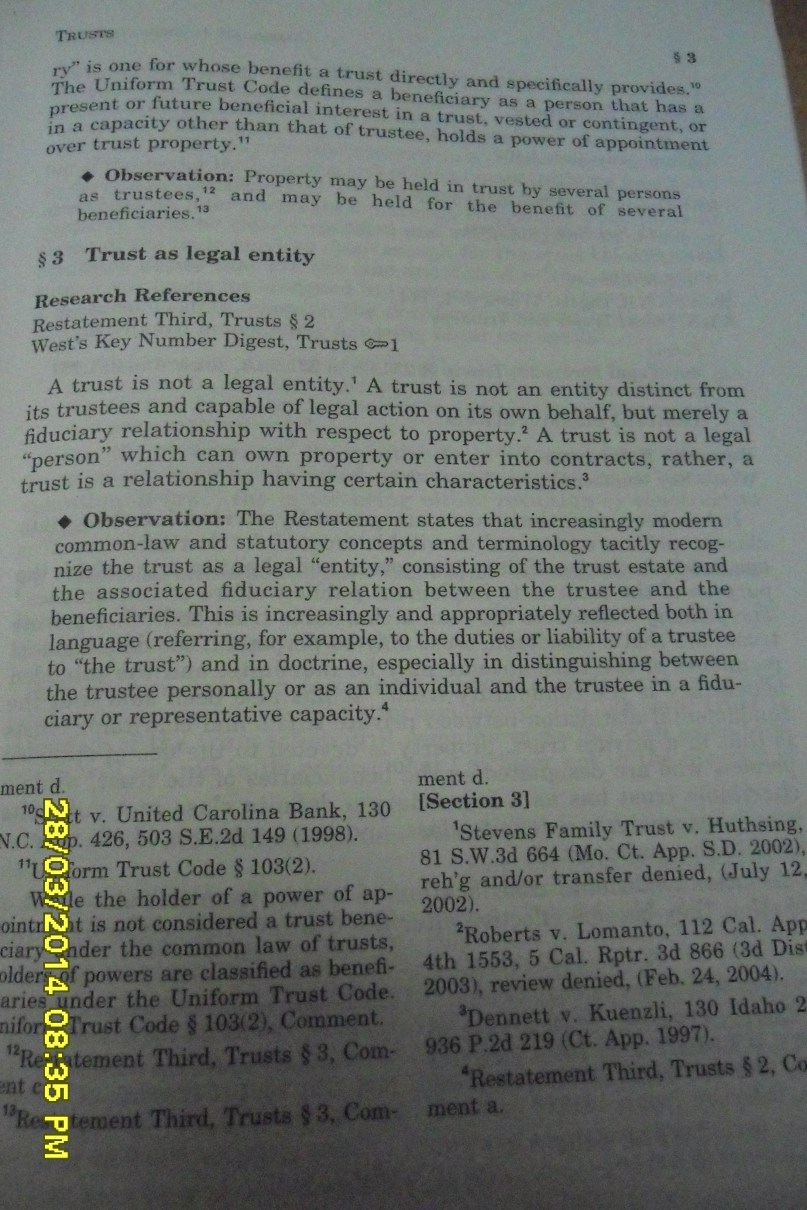 TRUSTS
§ 3
ry” is one for whose benefit a trust directly and specifically provides.¹⁰
The Uniform Trust Code defines a beneficiary as a person that has a
present or future beneficial interest in a trust, vested or contingent, or
in a capacity other than that of trustee, holds a power of appointment
over trust property.¹¹
◆ Observation: Property may be held in trust by several persons
as trustees,¹² and may be held for the benefit of several
beneficiaries.¹³
§ 3 Trust as legal entity
Research References
Restatement Third, Trusts § 2
West's Key Number Digest, Trusts 1
A trust is not a legal entity.¹ A trust is not an entity distinct from
its trustees and capable of legal action on its own behalf, but merely a
fiduciary relationship with respect to property.² A trust is not a legal
“person” which can own property or enter into contracts, rather, a
trust is a relationship having certain characteristics.³
◆ Observation: The Restatement states that increasingly modern
common-law and statutory concepts and terminology tacitly recog-
nize the trust as a legal “entity,” consisting of the trust estate and
the associated fiduciary relation between the trustee and the
beneficiaries. This is increasingly and appropriately reflected both in
language (referring, for example, to the duties or liability of a trustee
to “the trust”) and in doctrine, especially in distinguishing between
the trustee personally or as an individual and the trustee in a fidu-
ciary or representative capacity.⁴
ment d.
¹⁰ v. United Carolina Bank, 130
N.C. App. 426, 503 S.E.2d 149 (1998).
¹¹Uniform Trust Code § 103(2).
While the holder of a power of ap-
ointment is not considered a trust bene-
ciary under the common law of trusts,
olders of powers are classified as benefi-
aries under the Uniform Trust Code.
niform Trust Code § 103(2), Comment.
¹²Restatement Third, Trusts § 3, Com-
ent c
¹³Restatement Third, Trusts § 3, Com-
ment d.
[Section 3]
¹Stevens Family Trust v. Huthsing,
81 S.W.3d 664 (Mo. Ct. App. S.D. 2002),
reh'g and/or transfer denied, (July 12,
2002).
²Roberts v. Lomanto, 112 Cal. App
4th 1553, 5 Cal. Rptr. 3d 866 (3d Dist
2003), review denied, (Feb. 24, 2004).
³Dennett v. Kuenzli, 130 Idaho 2
936 P.2d 219 (Ct. App. 1997).
⁴Restatement Third, Trusts § 2, Co
ment a.
28/03/2014 08:35 PM